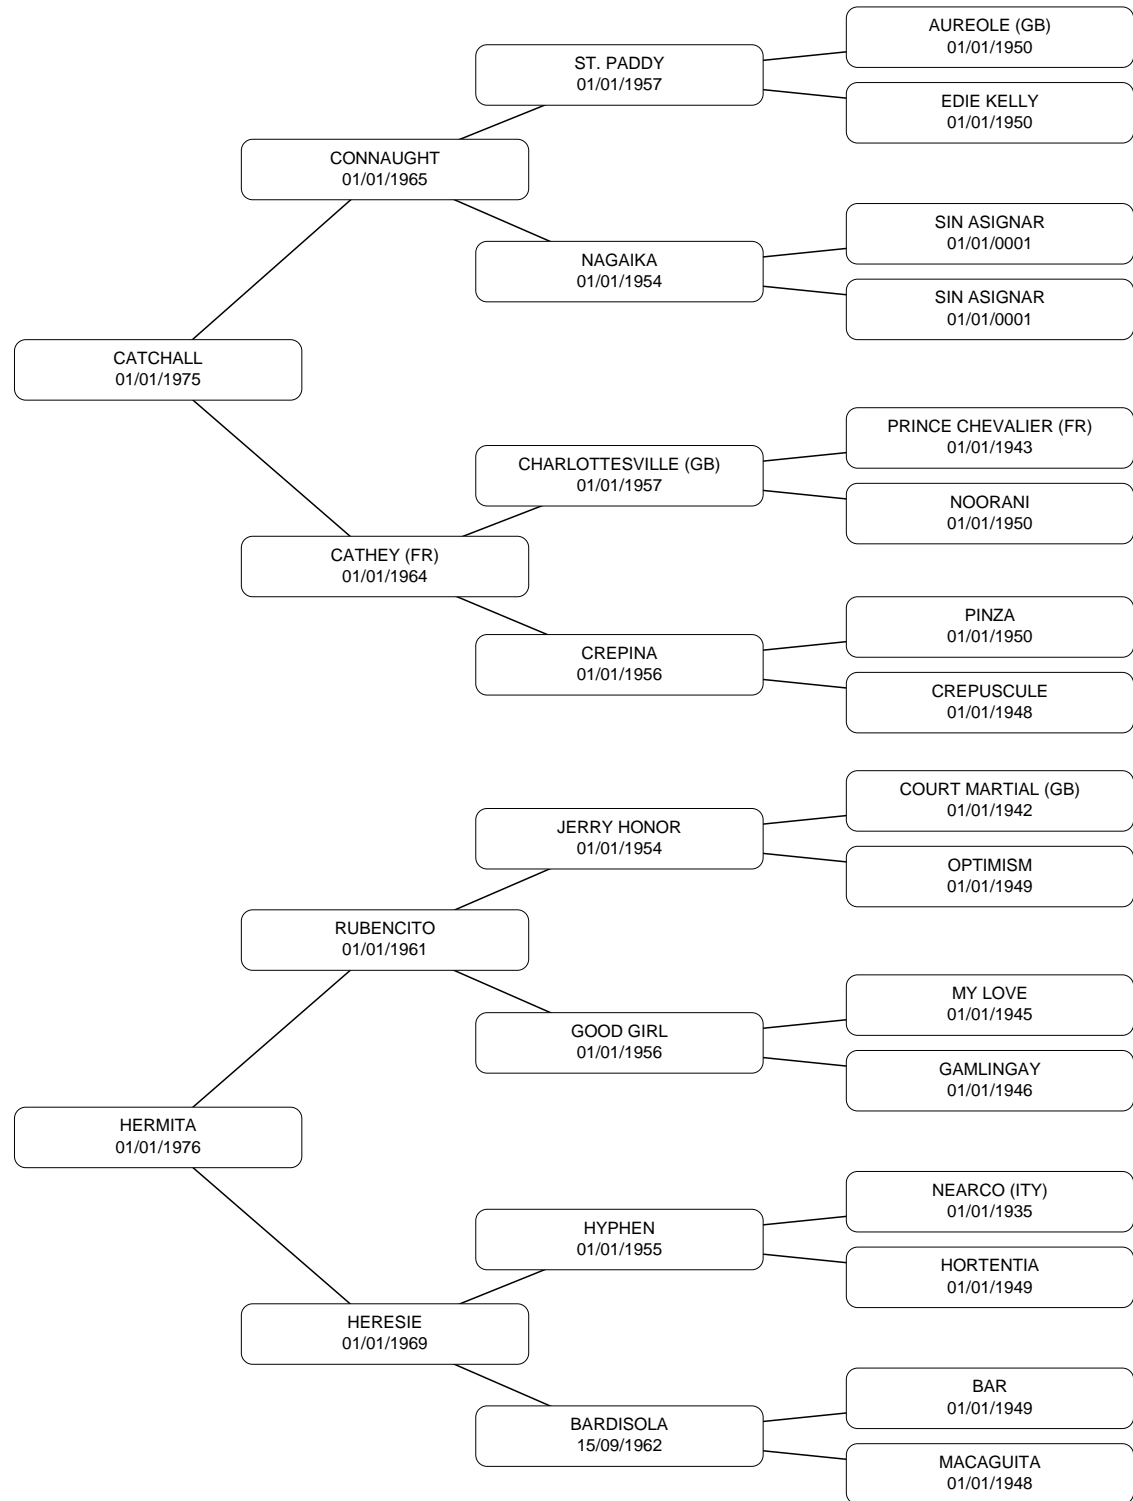 AUREOLE (GB)
01/01/1950
ST. PADDY
01/01/1957
EDIE KELLY
01/01/1950
CONNAUGHT
01/01/1965
SIN ASIGNAR
01/01/0001
NAGAIKA
01/01/1954
SIN ASIGNAR
01/01/0001
CATCHALL
01/01/1975
PRINCE CHEVALIER (FR)
01/01/1943
CHARLOTTESVILLE (GB)
01/01/1957
NOORANI
01/01/1950
CATHEY (FR)
01/01/1964
PINZA
01/01/1950
CREPINA
01/01/1956
CREPUSCULE
01/01/1948
COURT MARTIAL (GB)
01/01/1942
JERRY HONOR
01/01/1954
OPTIMISM
01/01/1949
RUBENCITO
01/01/1961
MY LOVE
01/01/1945
GOOD GIRL
01/01/1956
GAMLINGAY
01/01/1946
HERMITA
01/01/1976
NEARCO (ITY)
01/01/1935
HYPHEN
01/01/1955
HORTENTIA
01/01/1949
HERESIE
01/01/1969
BAR
01/01/1949
BARDISOLA
15/09/1962
MACAGUITA
01/01/1948